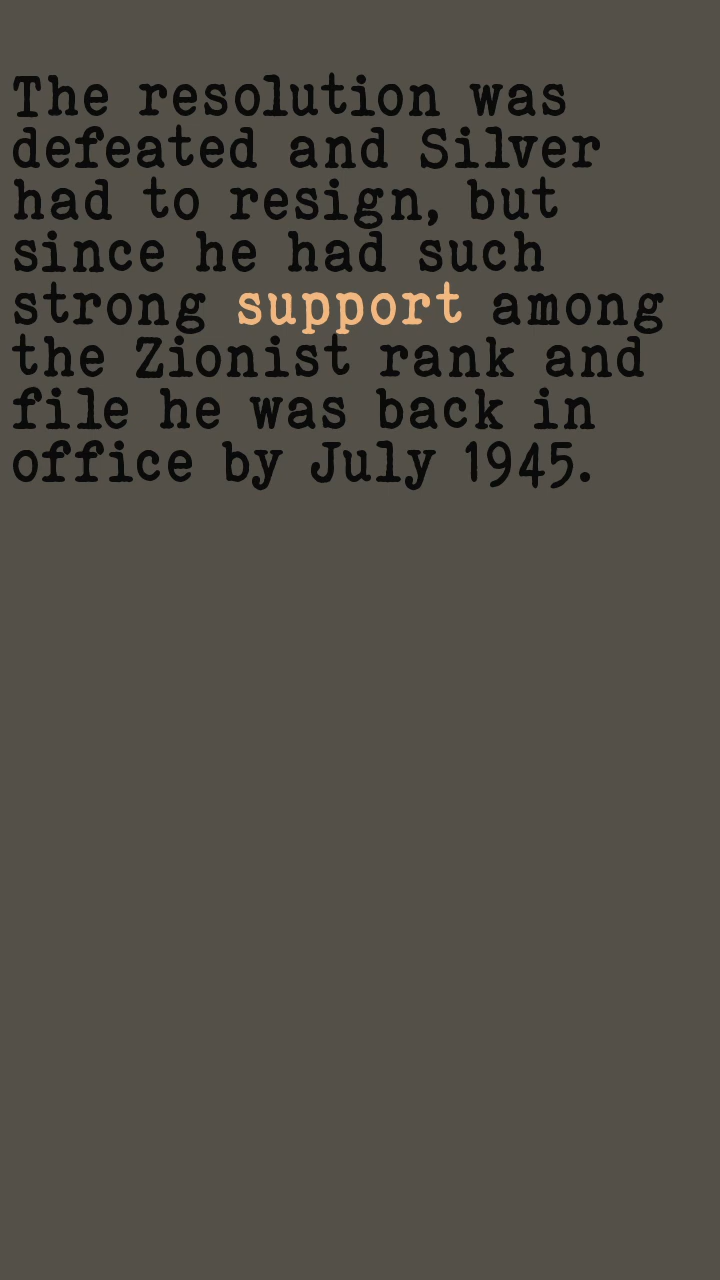 The resolution was
defeated and Silver
had to resign, but
since he had such
strong support among
the Zionist rank and
file he was back in
office by July 1945.